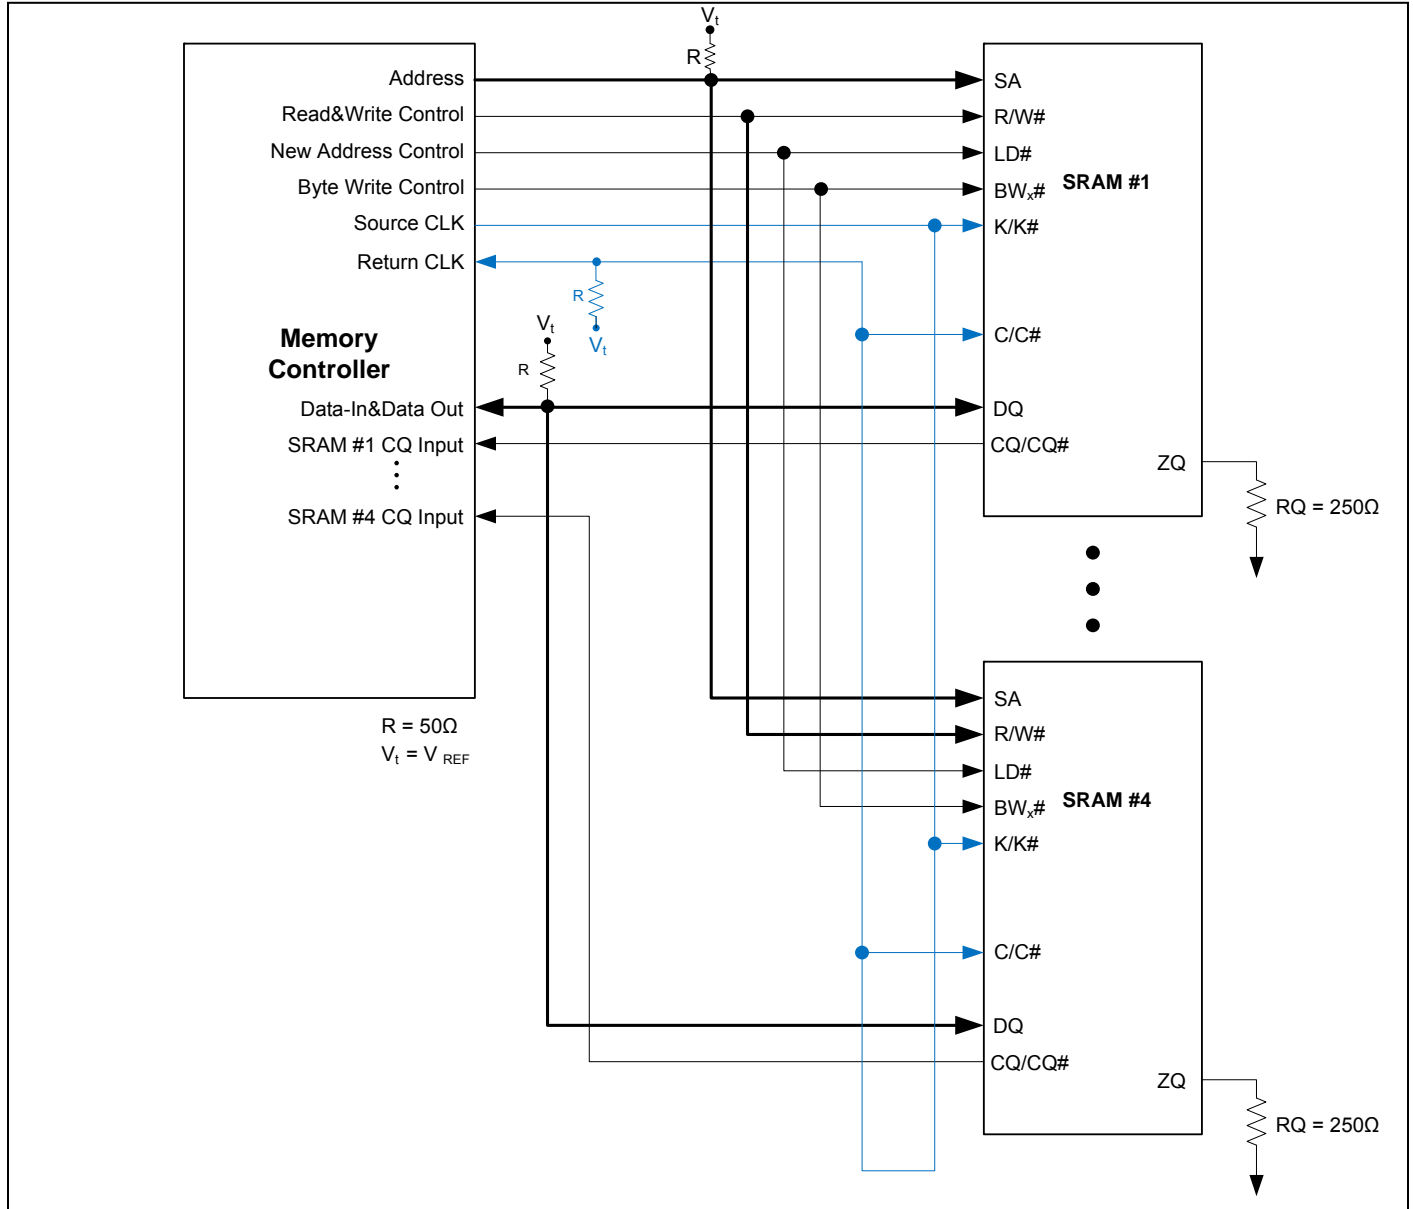 Vt
R
Address
Read&Write Control
New Address Control
Byte Write Control
Source CLK
Return CLK
R
Vt
Vt
R
Memory
Controller
Data-In&Data Out
SRAM #1 CQ Input
SRAM #4 CQ Input
R = 50Ω
Vt = V REF
SA
R/W#
LD#
BWx#
SRAM #1
K/K#
C/C#
DQ
CQ/CQ#
ZQ
RQ = 250Ω
SA
R/W#
LD#
BWx#
SRAM #4
K/K#
C/C#
DQ
CQ/CQ#
ZQ
RQ = 250Ω